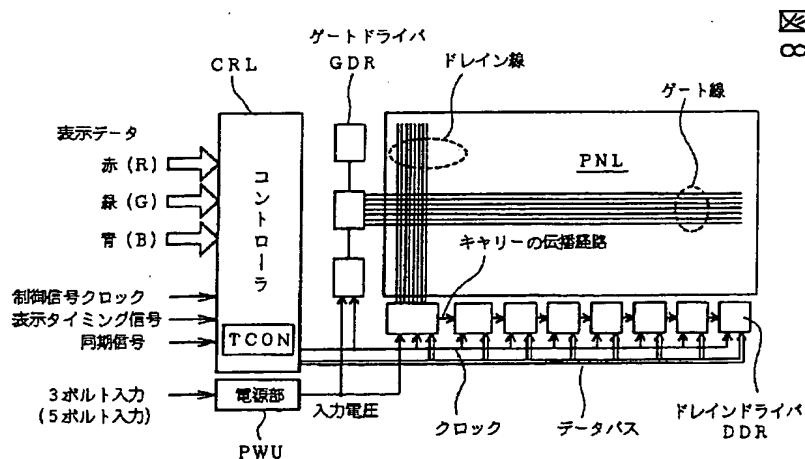 図
8
ゲートドライバ
GDR
CRL
ドレイン線
ゲート線
表示データ
赤(R)
緑(G)
青(B)
コントローラ
PNL
キャリーの伝播経路
制御信号クロック
表示タイミング信号
同期信号
TCON
3ボルト入力
(5ボルト入力)
電源部
入力電圧
クロック
データバス
ドレインドライバ
DDR
PWU